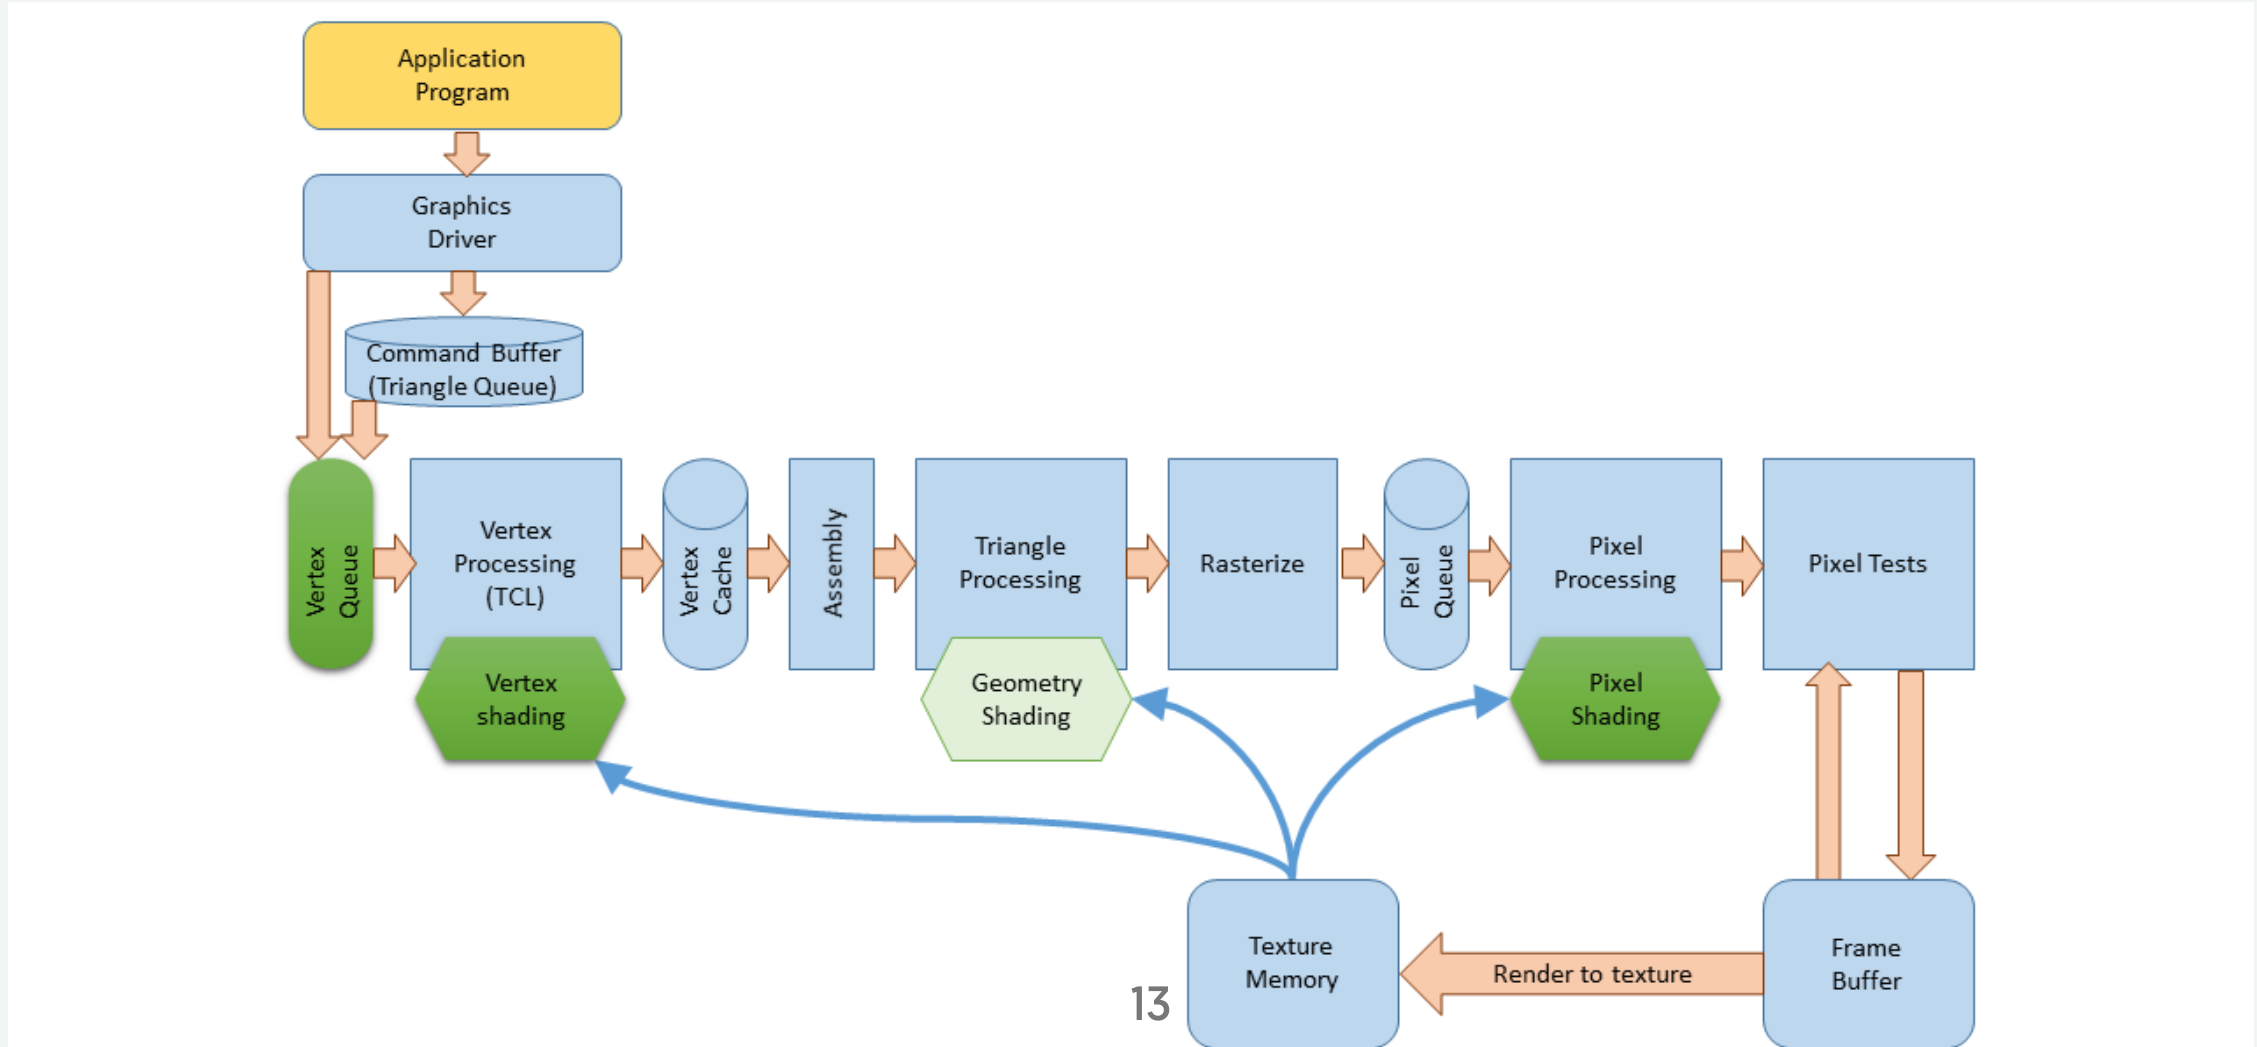 Application
Program
Graphics
Driver
Command Buffer
(Triangle Queue)
Vertex
Queue
Vertex
Processing
(TCL)
Vertex
Cache
Assembly
Triangle
Processing
Rasterize
Pixel
Queue
Pixel
Processing
Pixel Tests
Vertex
shading
Geometry
Shading
Pixel
Shading
Texture
Memory
Render to texture
Frame
Buffer
13